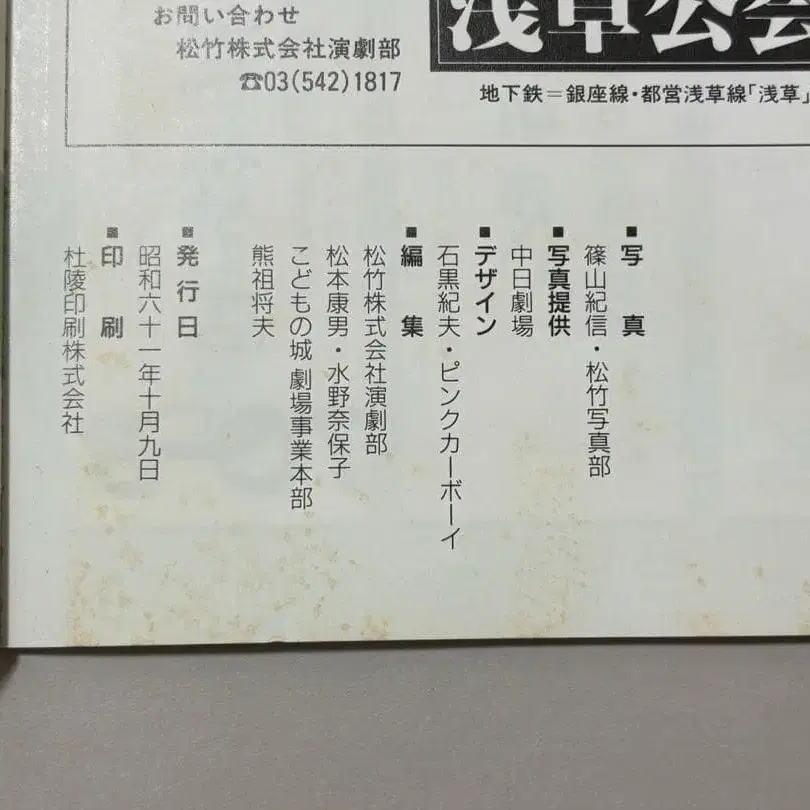 お問い合わせ
松竹株式会社演劇部
☎03(542)1817
浅草公会
地下鉄＝銀座線・都営浅草線「浅草」
■写真
篠山紀信・松竹写真部
■写真提供
中日劇場
■デザイン
石黒紀夫・ピンクカーボーイ
■編集
松竹株式会社演劇部
松本康男・水野奈保子
こどもの城 劇場事業本部
熊祖将夫
■発行日
昭和六十一年十月九日
■印刷
杜陵印刷株式会社